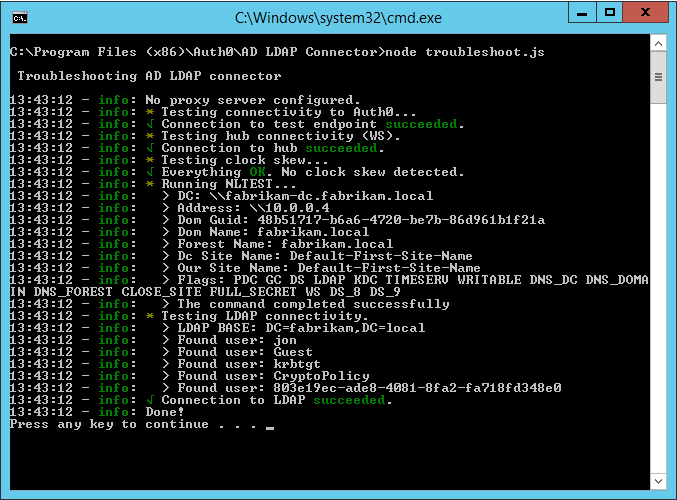 C:\Windows\system32\cmd.exe
C:\Program Files (x86)\Auth0\AD LDAP Connector>node troubleshoot.js
Troubleshooting AD LDAP connector
13:43:12 - info: No proxy server configured.
13:43:12 - info: * Testing connectivity to Auth0...
13:43:12 - info: √ Connection to test endpoint succeeded.
13:43:12 - info: * Testing hub connectivity (WS).
13:43:12 - info: √ Connection to hub succeeded.
13:43:12 - info: * Testing clock skew...
13:43:12 - info: √ Everything OK. No clock skew detected.
13:43:12 - info: * Running NLTEST...
13:43:12 - info:   > DC: \\fabrikam-dc.fabrikam.local
13:43:12 - info:   > Address: \\10.0.0.4
13:43:12 - info:   > Dom Guid: 48b51717-b6a6-4720-be7b-86d961b1f21a
13:43:12 - info:   > Dom Name: fabrikam.local
13:43:12 - info:   > Forest Name: fabrikam.local
13:43:12 - info:   > Dc Site Name: Default-First-Site-Name
13:43:12 - info:   > Our Site Name: Default-First-Site-Name
13:43:12 - info:   > Flags: PDC GC DS LDAP KDC TIMESERV WRITABLE DNS_DC DNS_DOMA
IN DNS_FOREST CLOSE_SITE FULL_SECRET WS DS_8 DS_9
13:43:12 - info:   > The command completed successfully
13:43:12 - info: * Testing LDAP connectivity.
13:43:12 - info:   > LDAP BASE: DC=fabrikam,DC=local
13:43:12 - info:   > Found user: jon
13:43:12 - info:   > Found user: Guest
13:43:12 - info:   > Found user: krbtgt
13:43:12 - info:   > Found user: CryptoPolicy
13:43:12 - info:   > Found user: 803e19ec-ade8-4081-8fa2-fa718fd348e0
13:43:12 - info: √ Connection to LDAP succeeded.
13:43:12 - info: Done!
Press any key to continue . . . _